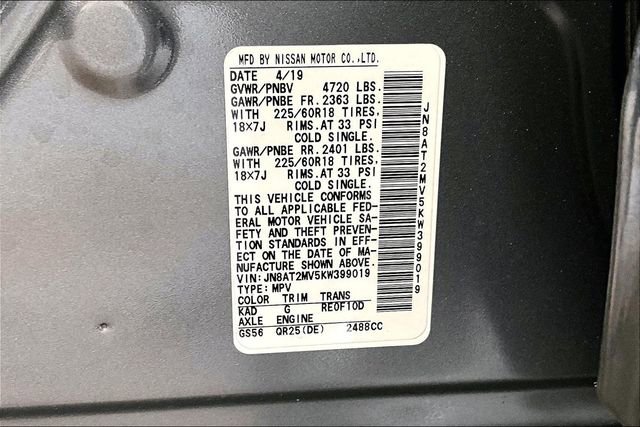 MFD BY NISSAN MOTOR CO.,LTD.
DATE 4/19
GVWR/PNBV 4720 LBS.
GAWR/PNBE FR. 2363 LBS.
WITH 225/60R18 TIRES,
18X7J RIMS.AT 33 PSI
COLD SINGLE.
GAWR/PNBE RR. 2401 LBS.
WITH 225/60R18 TIRES,
18X7J RIMS.AT 33 PSI
COLD SINGLE.
THIS VEHICLE CONFORMS
TO ALL APPLICABLE FED-
ERAL MOTOR VEHICLE SA-
FETY AND THEFT PREVEN-
TION STANDARDS IN EFF-
ECT ON THE DATE OF MA-
NUFACTURE SHOWN ABOVE.
VIN:JN8AT2MV5KW399019
TYPE:MPV
COLOR TRIM TRANS
KAD G RE0F10D
AXLE ENGINE
GS56 QR25(DE) 2488CC
JN8AT2MV5KW399019